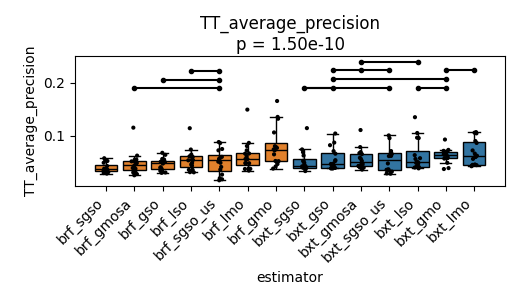 TT_average_precision
p = 1.50e-10
TT_average_precision
0.2
0.1
brf_sgso
brf_gmosa
brf_gso
brf_lso
brf_sgso_us
brf_lmo
brf_gmo
bxt_sgso
bxt_gso
bxt_gmosa
bxt_sgso_us
bxt_lso
bxt_gmo
bxt_lmo
estimator